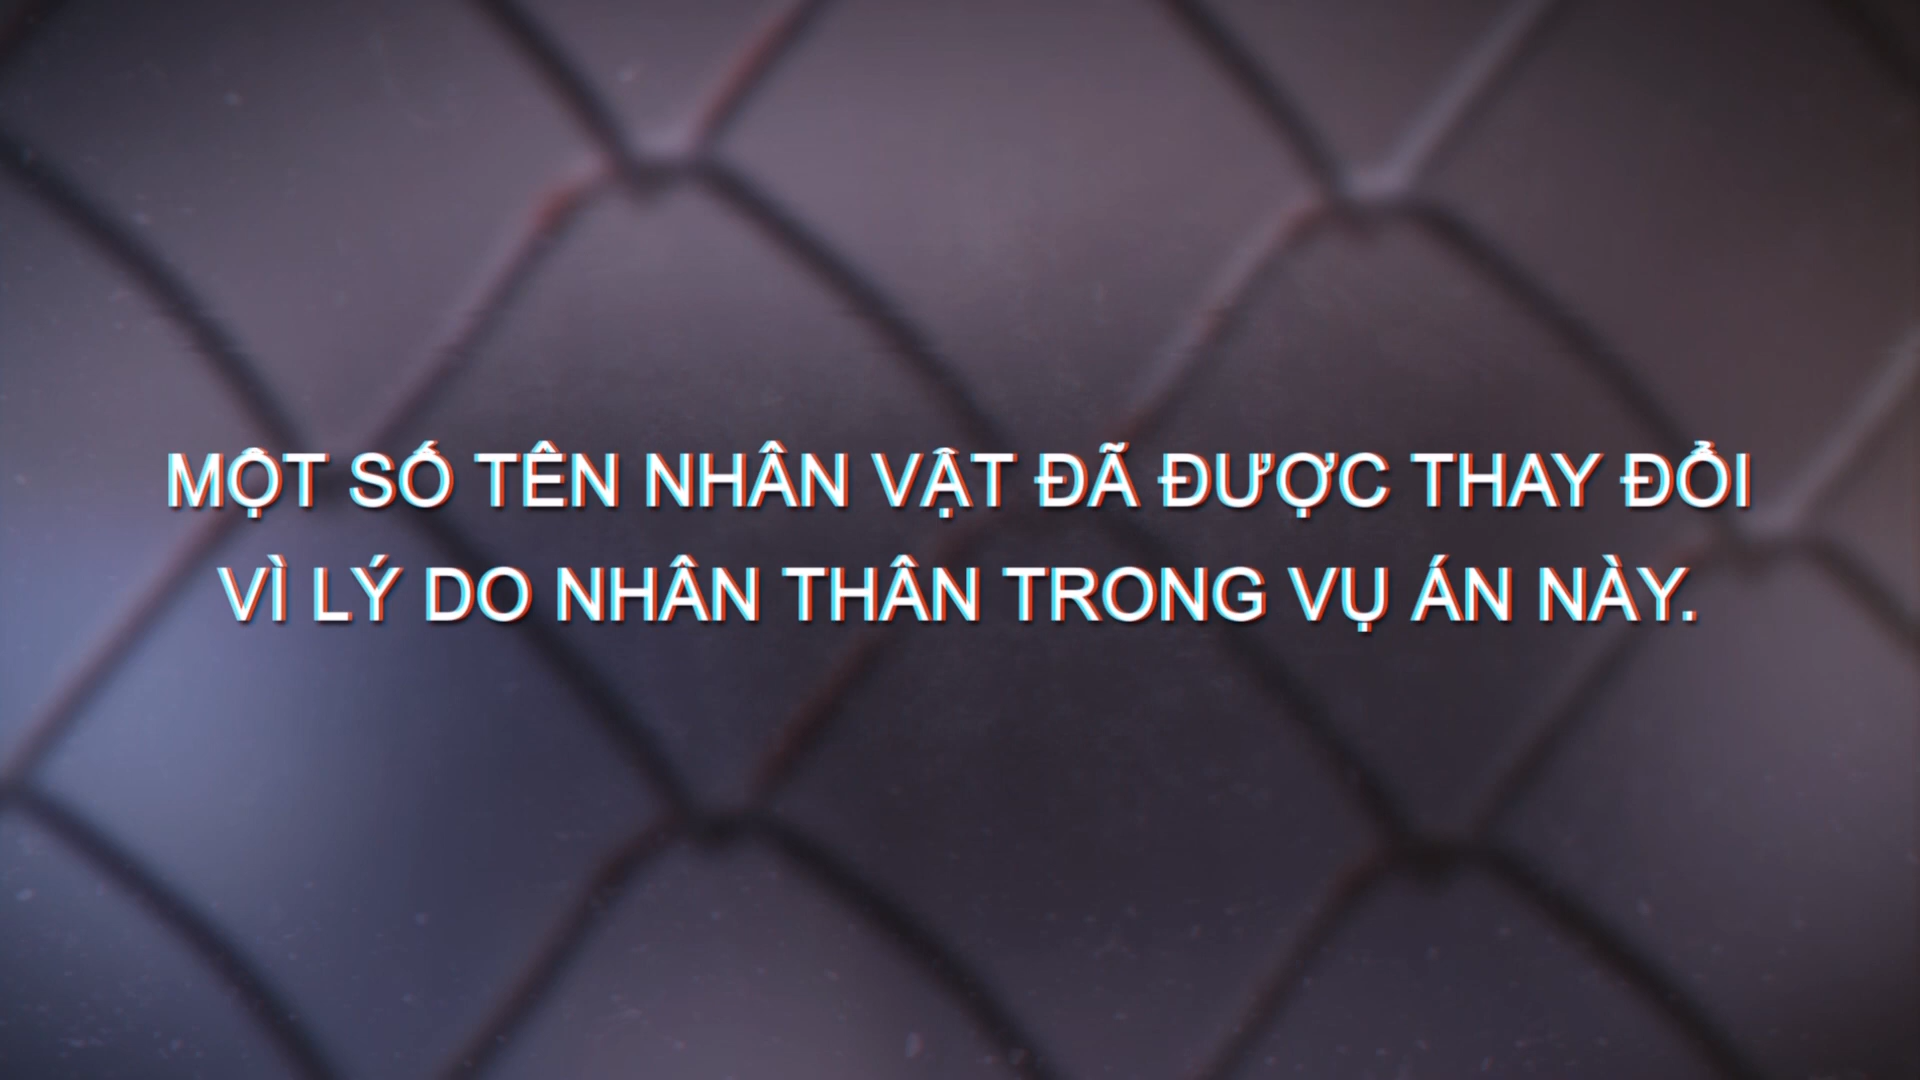 MỘT SỐ TÊN NHÂN VẬT ĐÃ ĐƯỢC THAY ĐỔI
VÌ LÝ DO NHÂN THÂN TRONG VỤ ÁN NÀY.